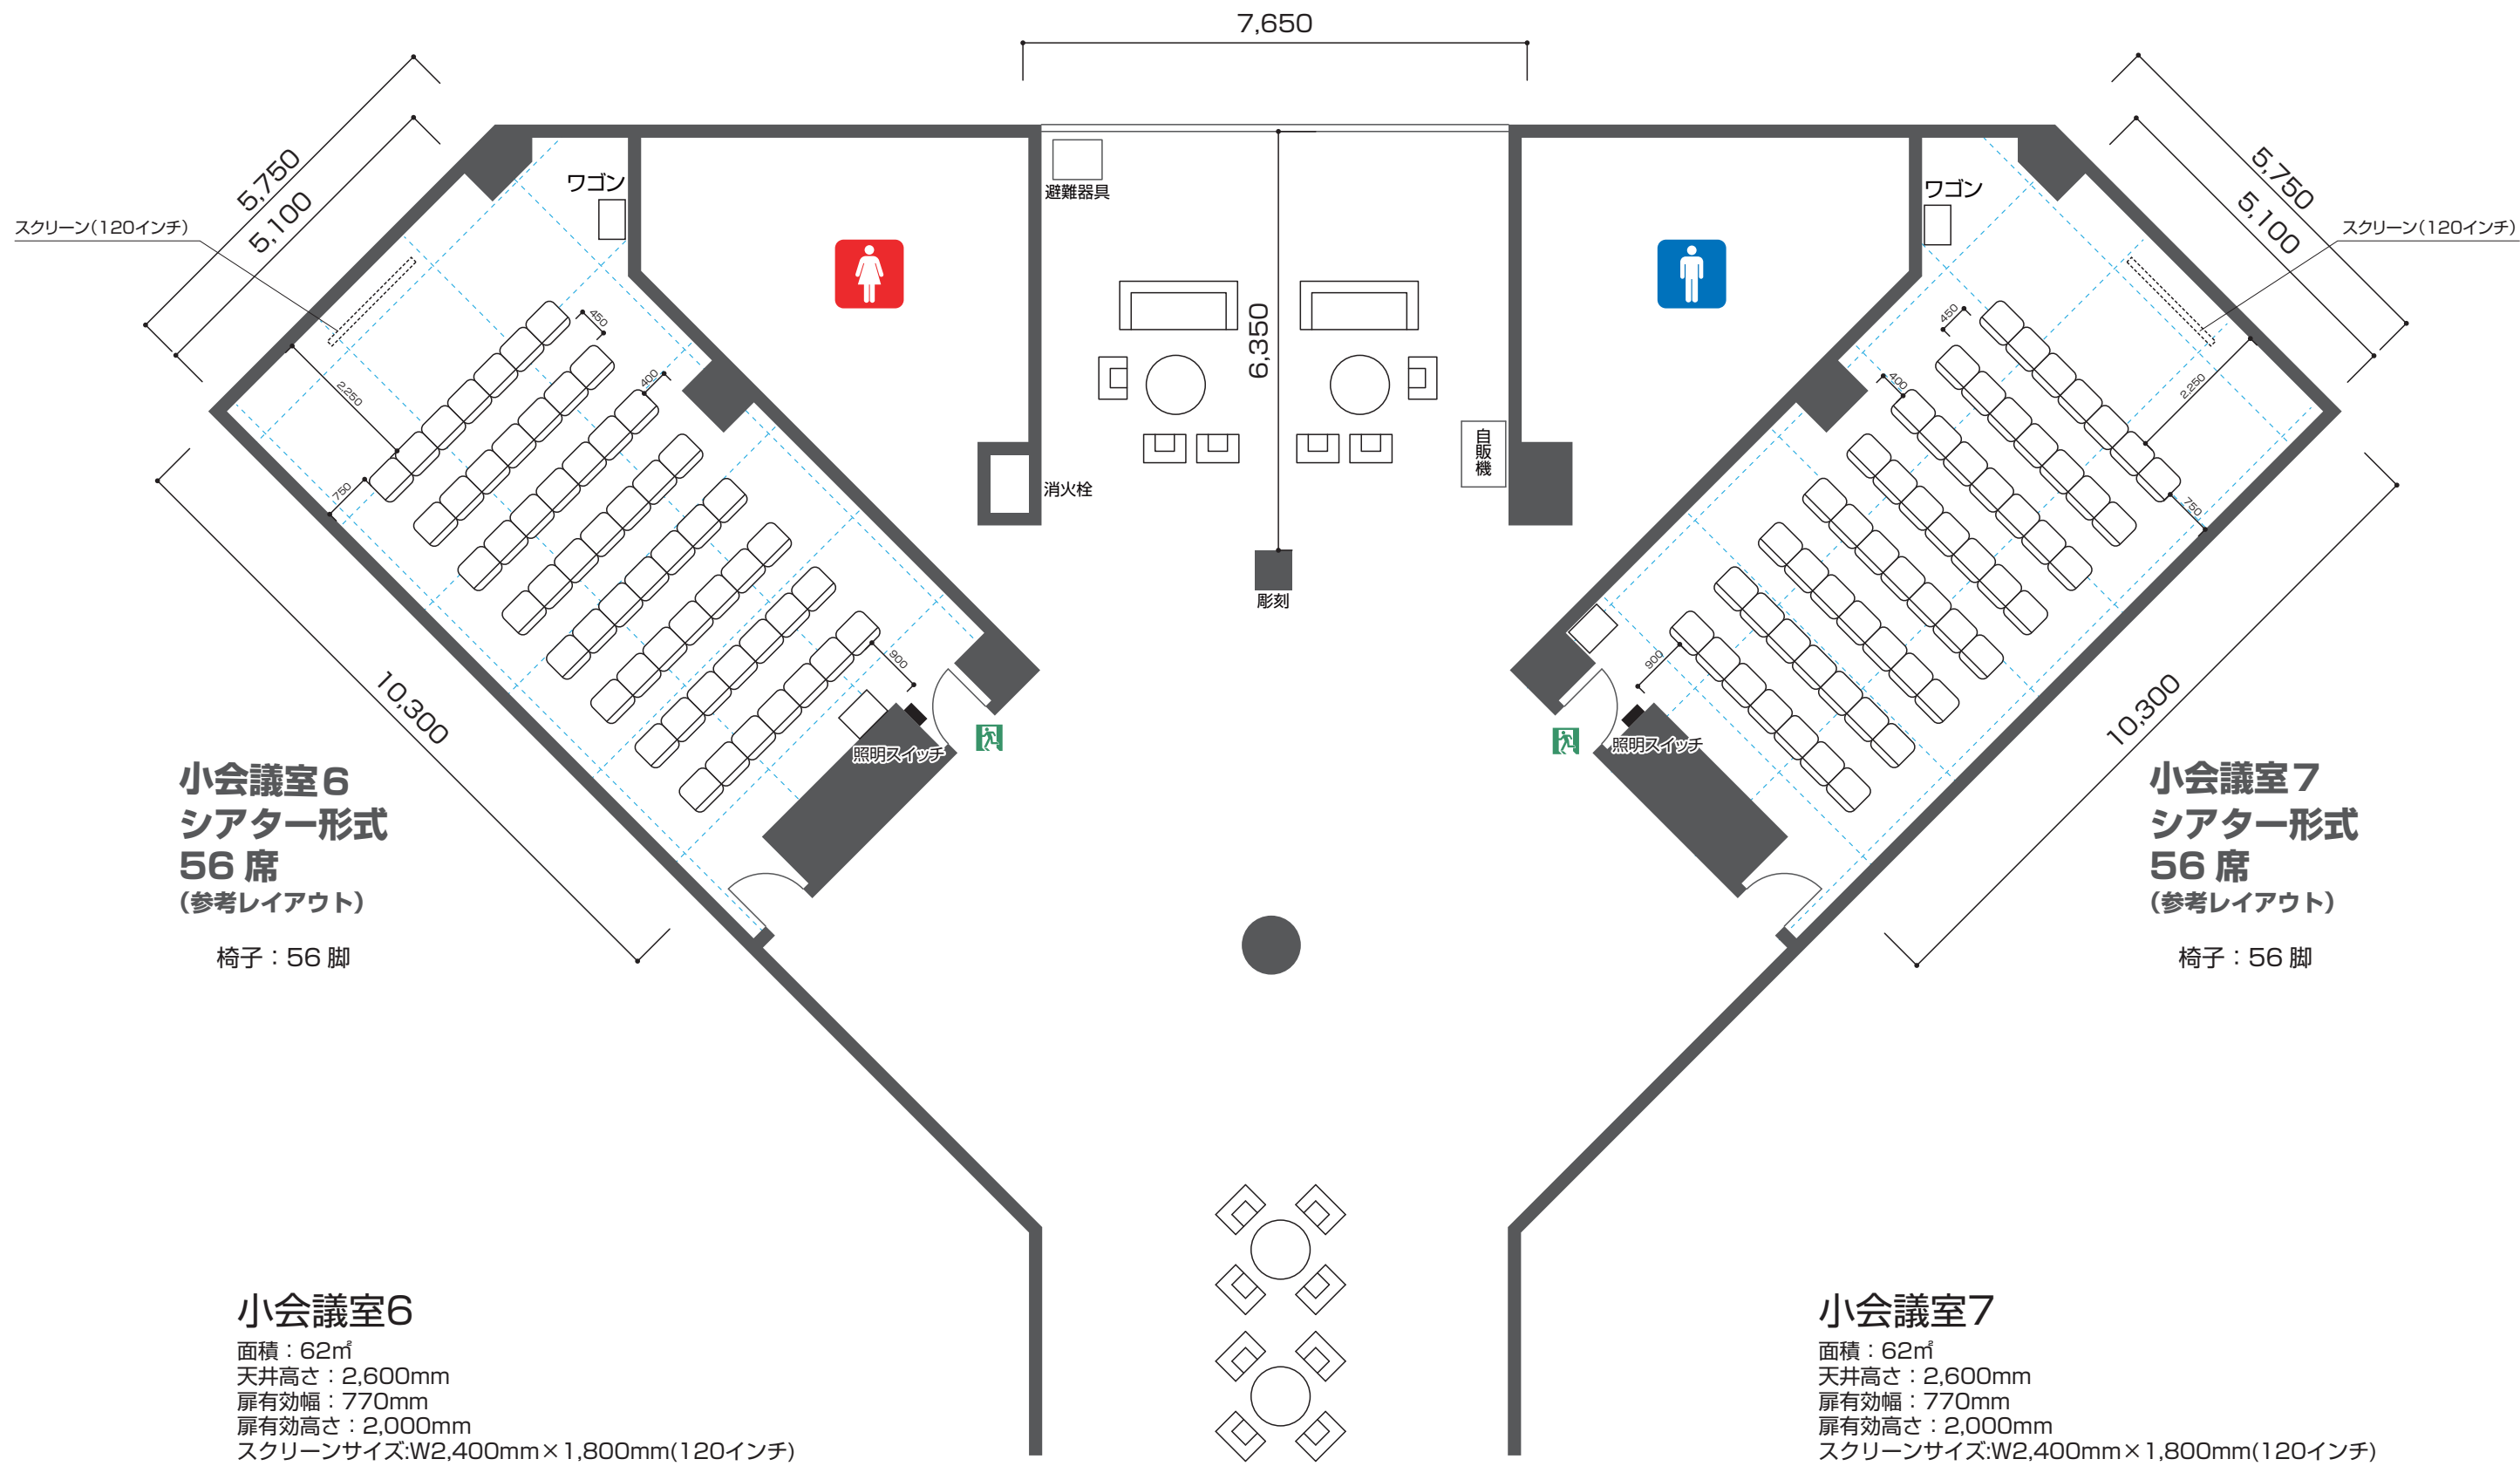 7,650
5,750
5,100
スクリーン(120インチ)
ワゴン
避難器具
ワゴン
5,750
5,100
スクリーン(120インチ)
450
2,250
400
750
6,350
自販機
消火栓
彫刻
450
400
2,250
750
900
照明スイッチ
900
照明スイッチ
10,300
10,300
小会議室6
シアター形式
56 席
(参考レイアウト)
椅子：56 脚
小会議室7
シアター形式
56 席
(参考レイアウト)
椅子：56 脚
小会議室6
面積：62㎡
天井高さ：2,600mm
扉有効幅：770mm
扉有効高さ：2,000mm
スクリーンサイズ:W2,400mm×1,800mm(120インチ)
小会議室7
面積：62㎡
天井高さ：2,600mm
扉有効幅：770mm
扉有効高さ：2,000mm
スクリーンサイズ:W2,400mm×1,800mm(120インチ)